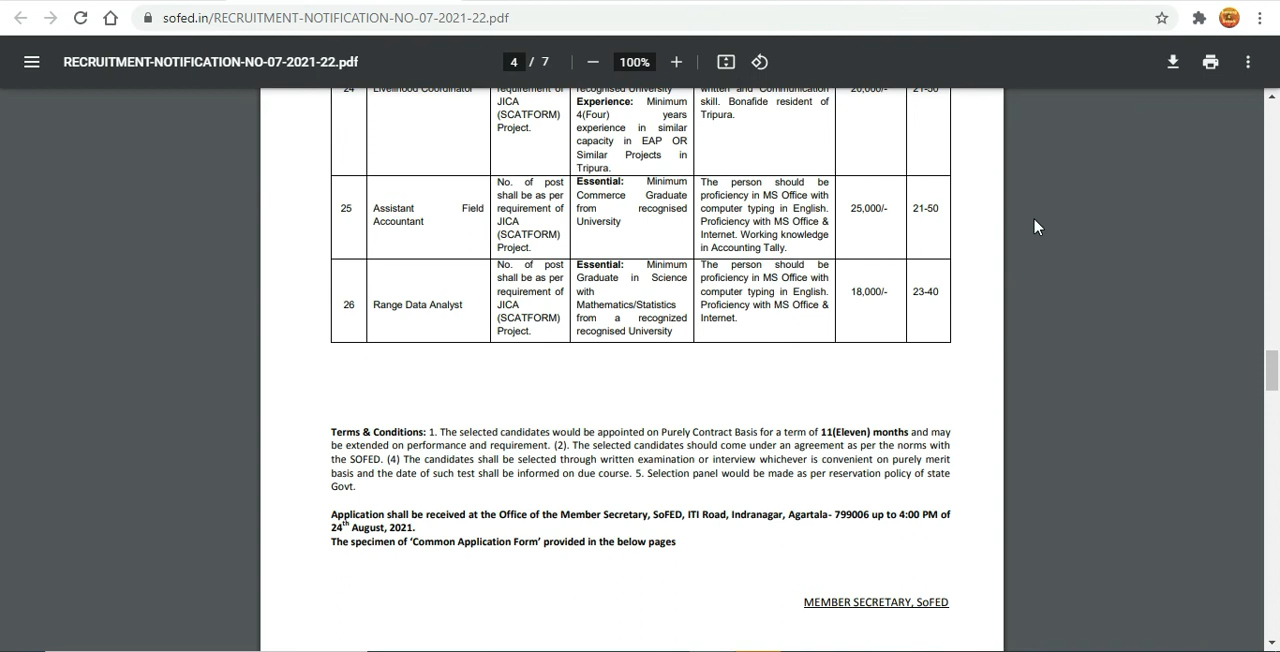 sofed.in/RECRUITMENT-NOTIFICATION-NO-07-2021-22.pdf
RECRUITMENT-NOTIFICATION-NO-07-2021-22.pdf
4 / 7
100%
24
Livelihood Coordinator
requirement of
JICA
(SCATFORM)
Project.
recognised University
Experience: Minimum
4(Four) years
experience in similar
capacity in EAP OR
Similar Projects in
Tripura.
written and Communication
skill. Bonafide resident of
Tripura.
20,000/-
21-50
25
Assistant Field
Accountant
No. of post
shall be as per
requirement of
JICA
(SCATFORM)
Project.
Essential: Minimum
Commerce Graduate
from recognised
University
The person should be
proficiency in MS Office with
computer typing in English.
Proficiency with MS Office &
Internet. Working knowledge
in Accounting Tally.
25,000/-
21-50
26
Range Data Analyst
No. of post
shall be as per
requirement of
JICA
(SCATFORM)
Project.
Essential: Minimum
Graduate in Science
with
Mathematics/Statistics
from a recognized
recognised University
The person should be
proficiency in MS Office with
computer typing in English.
Proficiency with MS Office &
Internet.
18,000/-
23-40
Terms & Conditions: 1. The selected candidates would be appointed on Purely Contract Basis for a term of 11(Eleven) months and may
be extended on performance and requirement. (2). The selected candidates should come under an agreement as per the norms with
the SOFED. (4) The candidates shall be selected through written examination or interview whichever is convenient on purely merit
basis and the date of such test shall be informed on due course. 5. Selection panel would be made as per reservation policy of state
Govt.
Application shall be received at the Office of the Member Secretary, SoFED, ITI Road, Indranagar, Agartala- 799006 up to 4:00 PM of
24th August, 2021.
The specimen of ‘Common Application Form’ provided in the below pages
MEMBER SECRETARY, SoFED